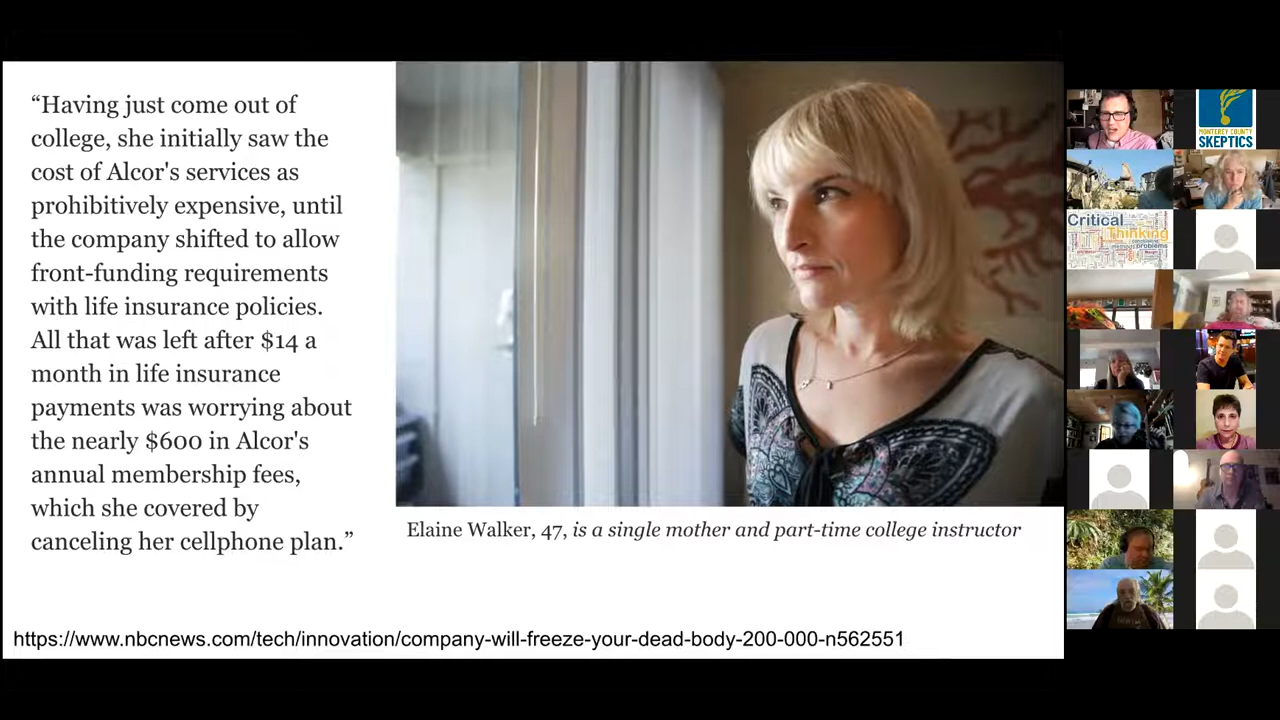 “Having just come out of
college, she initially saw the
cost of Alcor's services as
prohibitively expensive, until
the company shifted to allow
front-funding requirements
with life insurance policies.
All that was left after $14 a
month in life insurance
payments was worrying about
the nearly $600 in Alcor's
annual membership fees,
which she covered by
canceling her cellphone plan.”
Elaine Walker, 47, is a single mother and part-time college instructor
https://www.nbcnews.com/tech/innovation/company-will-freeze-your-dead-body-200-000-n562551
MONTEREY COUNTY
SKEPTICS
Critical
Thinking
problems